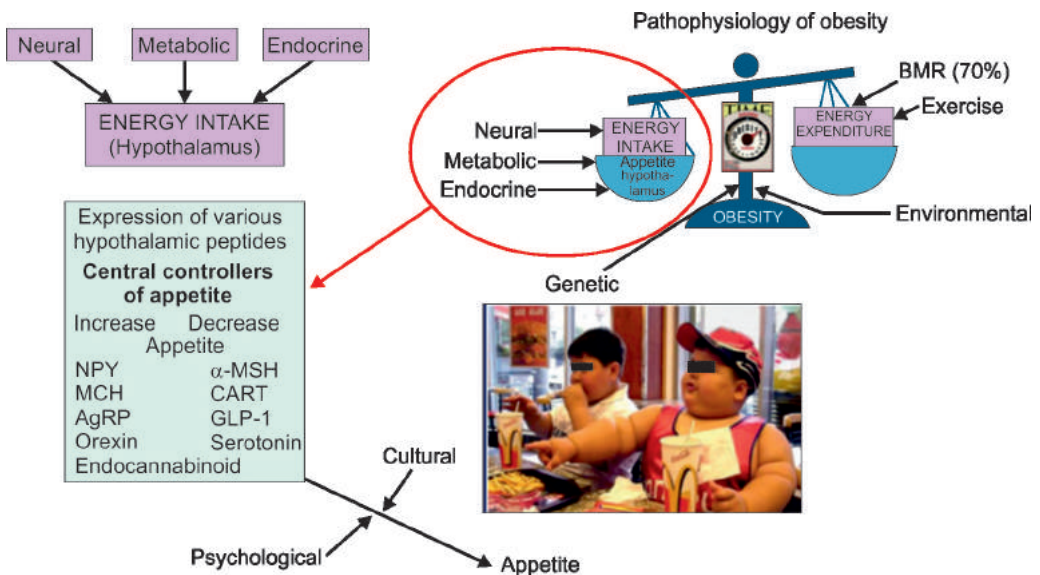 Pathophysiology of obesity
Neural
Metabolic
Endocrine
ENERGY INTAKE
(Hypothalamus)
BMR (70%)
Exercise
ENERGY
EXPENDITURE
Neural
Metabolic
Endocrine
ENERGY
INTAKE
Appetite
hypotha-
lamus
TIME
OBESITY
Environmental
Genetic
Expression of various
hypothalamic peptides
Central controllers
of appetite
Increase Decrease
Appetite
NPY α-MSH
MCH CART
AgRP GLP-1
Orexin Serotonin
Endocannabinoid
Cultural
Psychological
Appetite